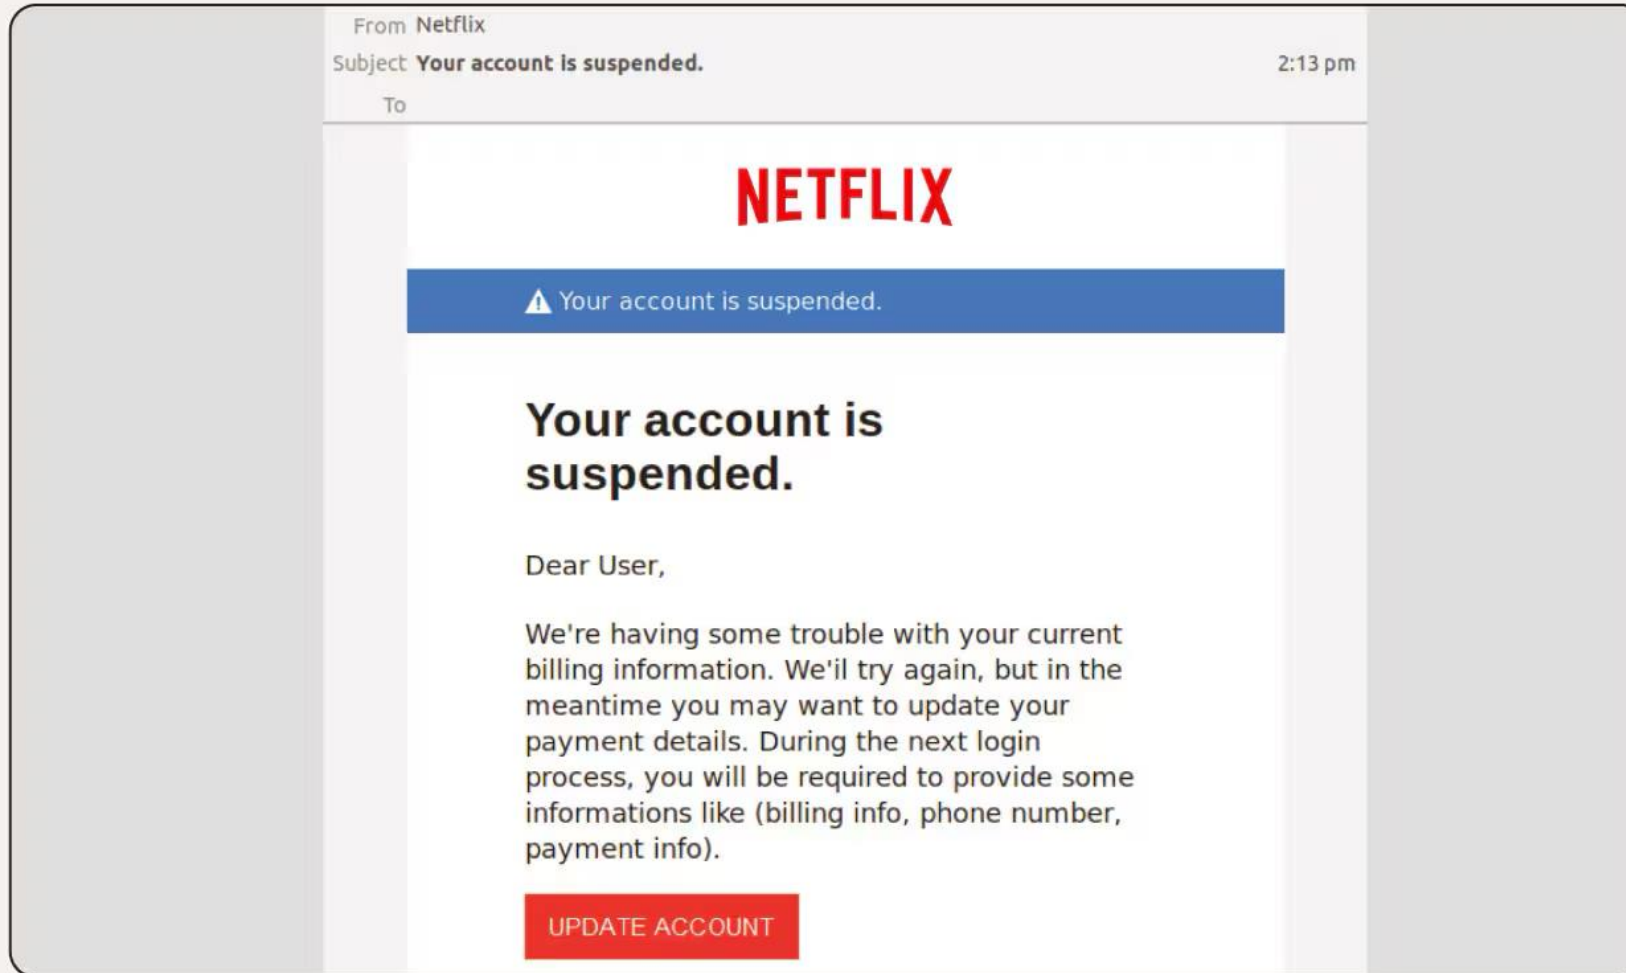 From Netflix
Subject Your account is suspended. 2:13 pm
To
NETFLIX
Your account is suspended.
Your account is
suspended.
Dear User,
We're having some trouble with your current
billing information. We'il try again, but in the
meantime you may want to update your
payment details. During the next login
process, you will be required to provide some
informations like (billing info, phone number,
payment info).
UPDATE ACCOUNT